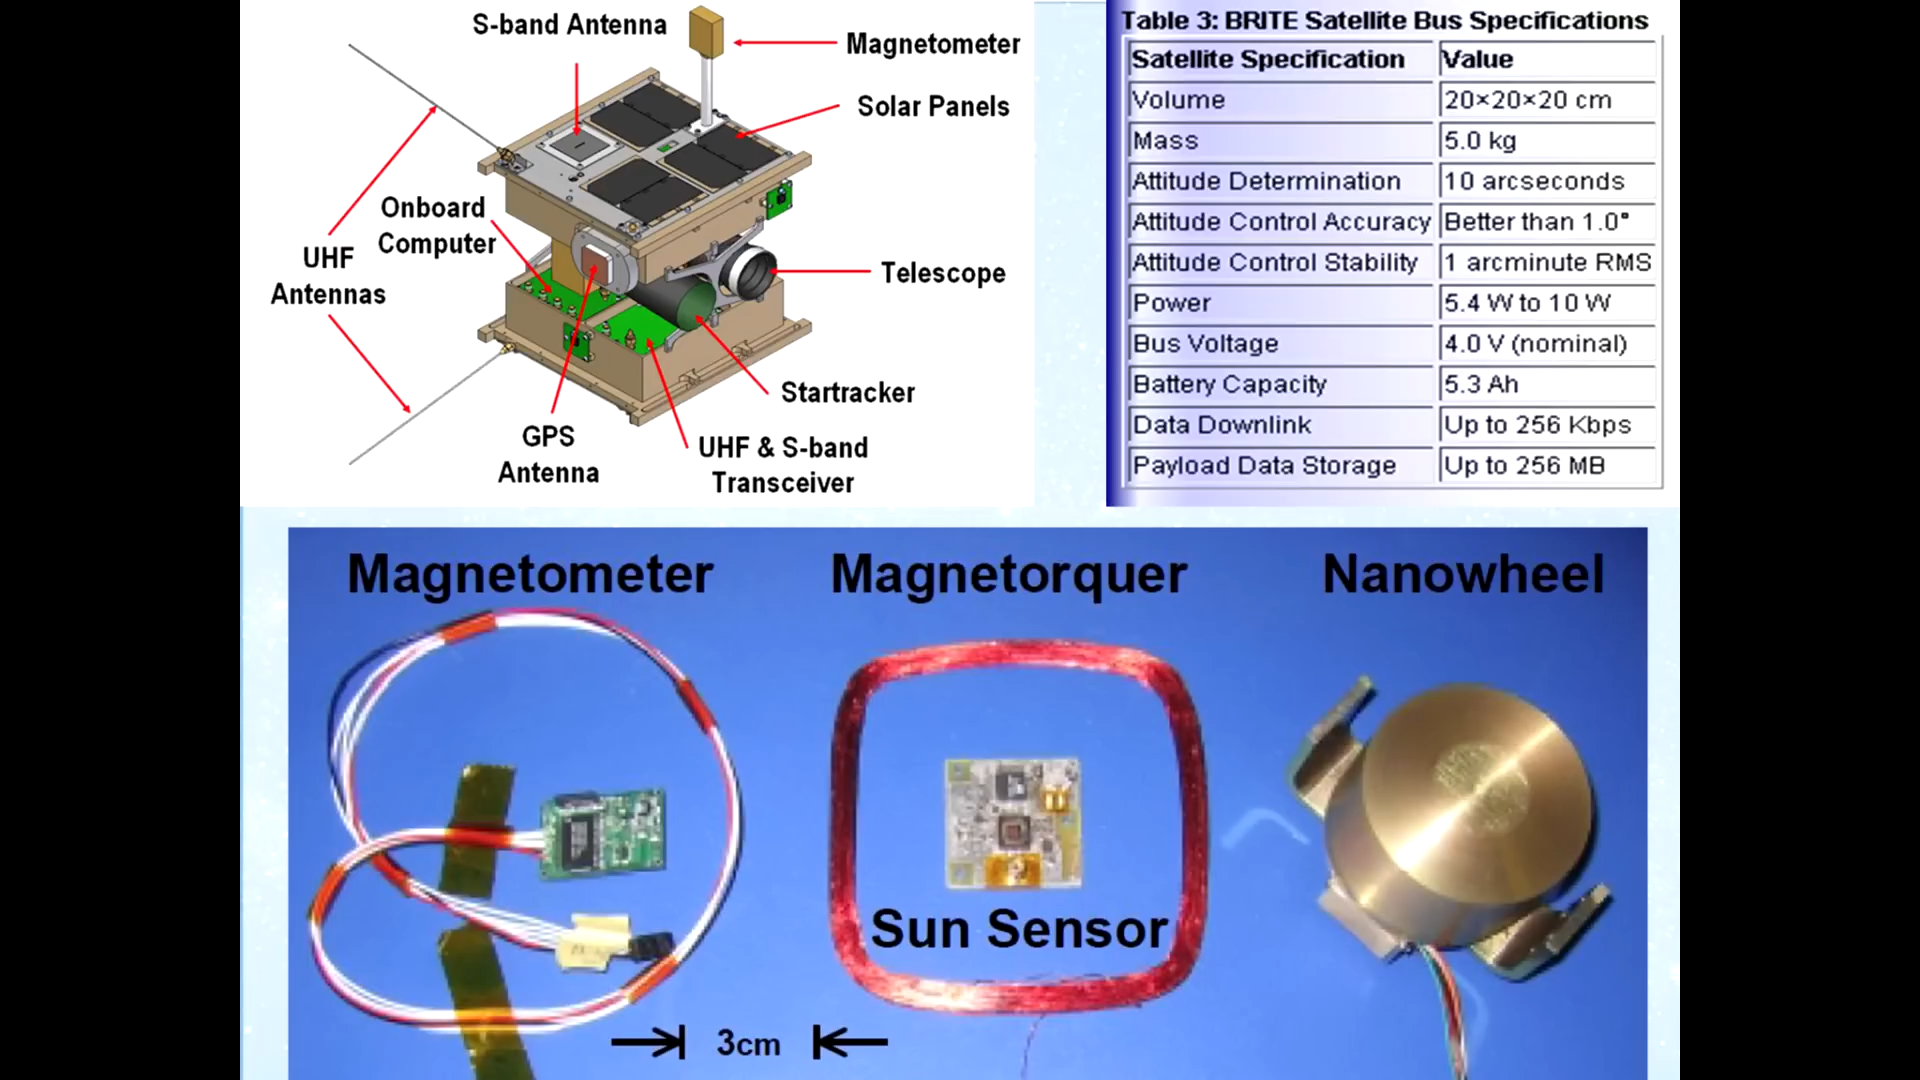 S-band Antenna
Magnetometer
Solar Panels
Onboard
Computer
UHF
Antennas
Telescope
Startracker
GPS
Antenna
UHF & S-band
Transceiver
Table 3: BRITE Satellite Bus Specifications
Satellite Specification Value
Volume 20×20×20 cm
Mass 5.0 kg
Attitude Determination 10 arcseconds
Attitude Control Accuracy Better than 1.0°
Attitude Control Stability 1 arcminute RMS
Power 5.4 W to 10 W
Bus Voltage 4.0 V (nominal)
Battery Capacity 5.3 Ah
Data Downlink Up to 256 Kbps
Payload Data Storage Up to 256 MB
Magnetometer Magnetorquer Nanowheel
Sun Sensor
3cm